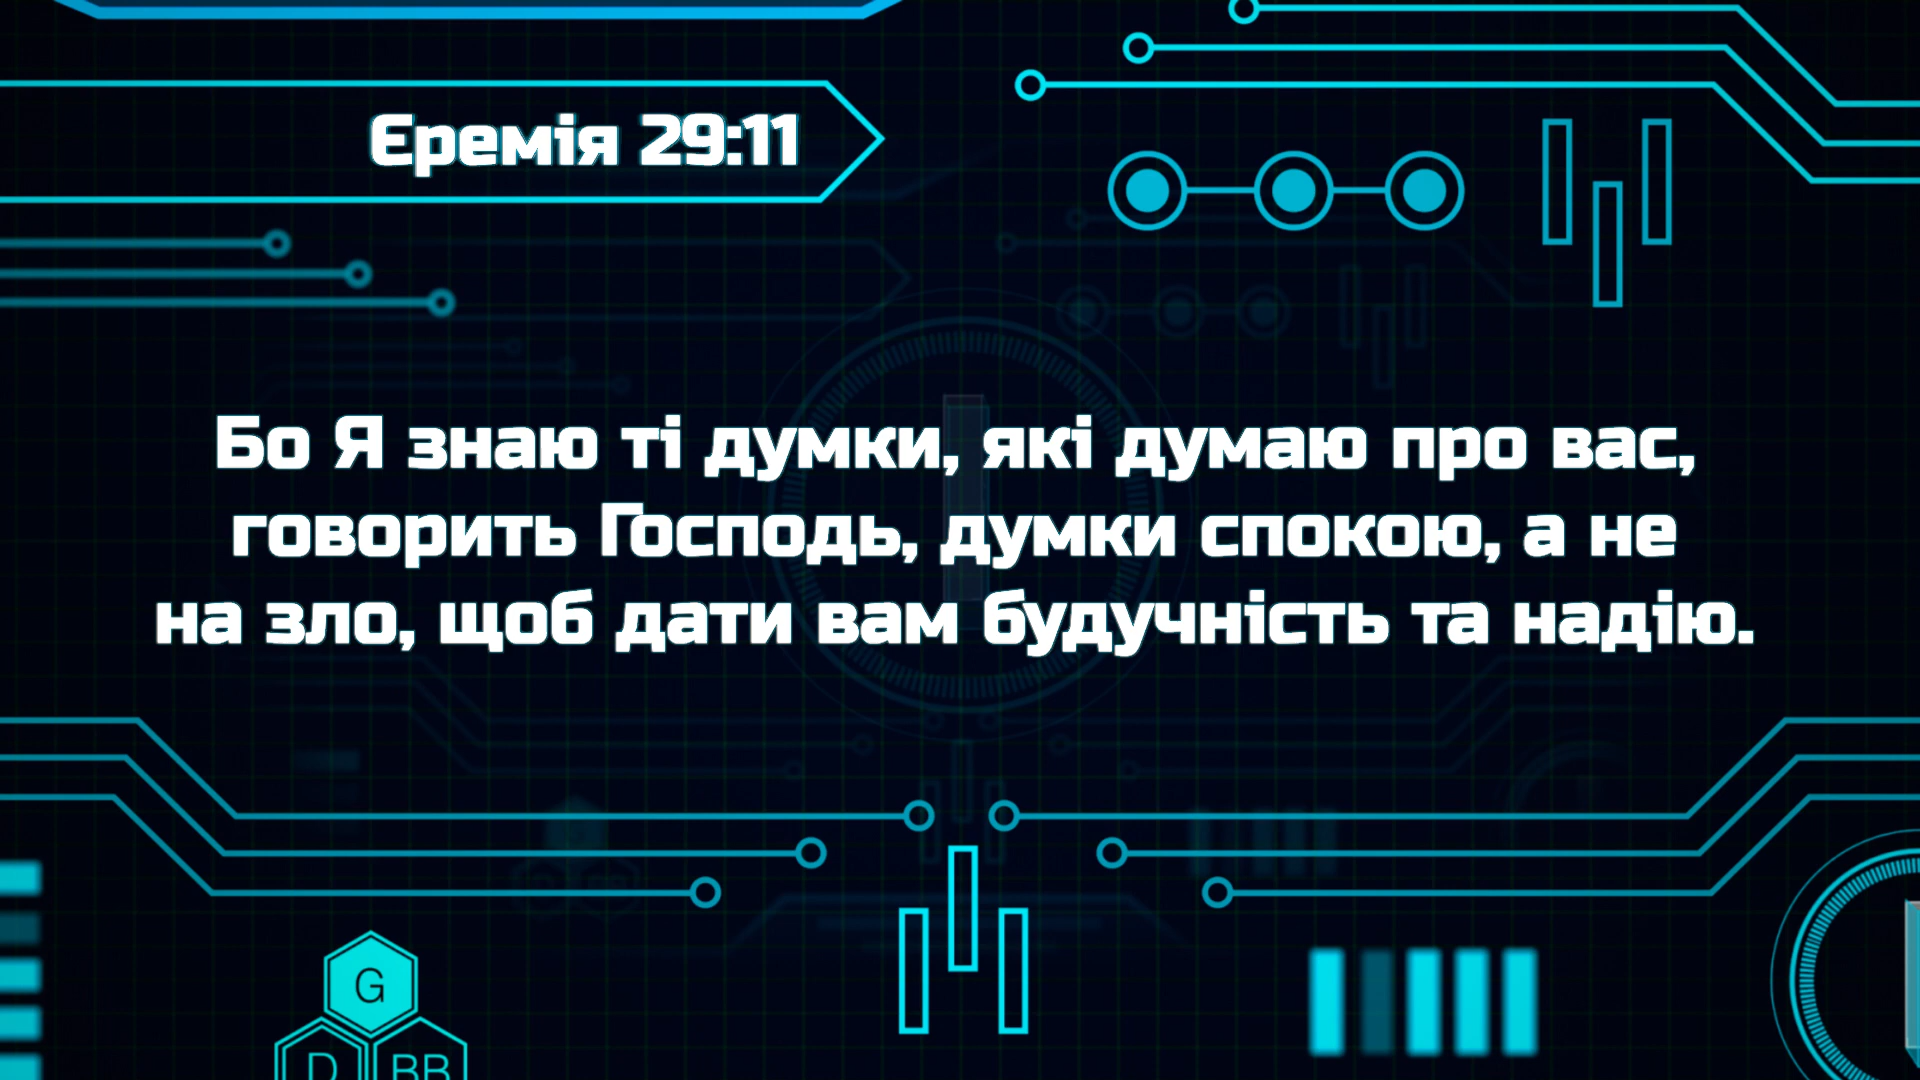 Єремія 29:11
Бо Я знаю ті думки, які думаю про вас,
говорить Господь, думки спокою, а не
на зло, щоб дати вам будучність та надію.
G
D BB